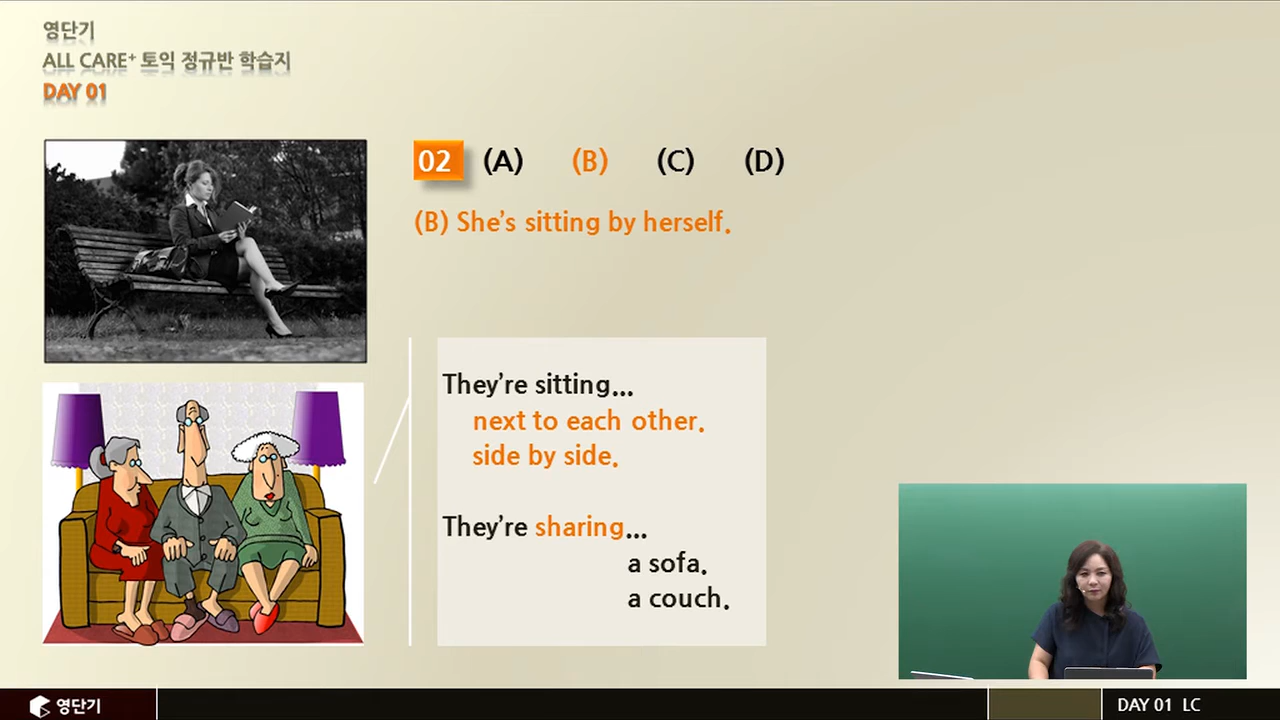 영단기
ALL CARE+ 토익 정규반 학습지
DAY 01
02 (A) (B) (C) (D)
(B) She's sitting by herself.
They're sitting...
next to each other.
side by side.
They're sharing...
a sofa.
a couch.
영단기
DAY 01 LC